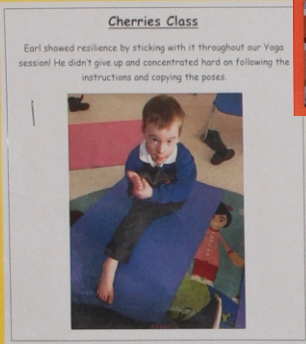 Cherries Class
Earl showed resilience by sticking with it throughout our Yoga
session! He didn't give up and concentrated hard on following the
instructions and copying the poses.